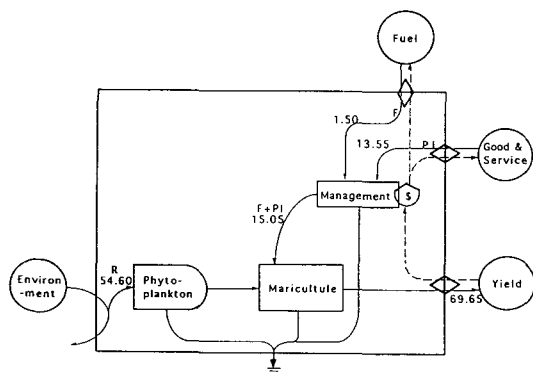 Fuel
1.50
F
13.55
P I
Good &
Service
Management
$
F+PI
15.05
R
54.60
Environ
-ment
Phyto-
plankton
Maricultule
Yield
69.65